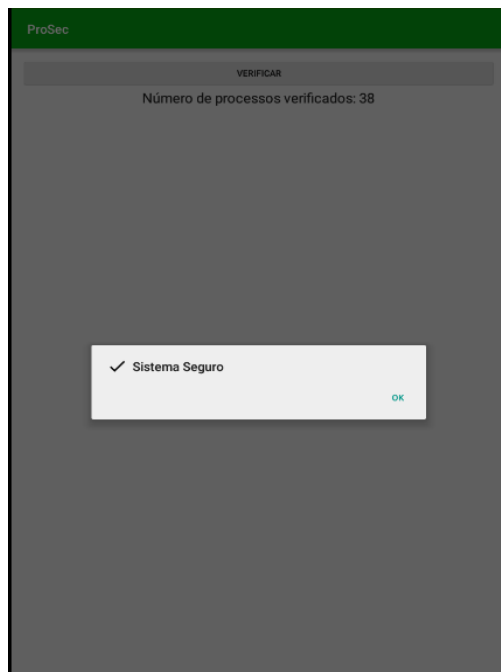 ProSec
VERIFICAR
Número de processos verificados: 38
Sistema Seguro
OK